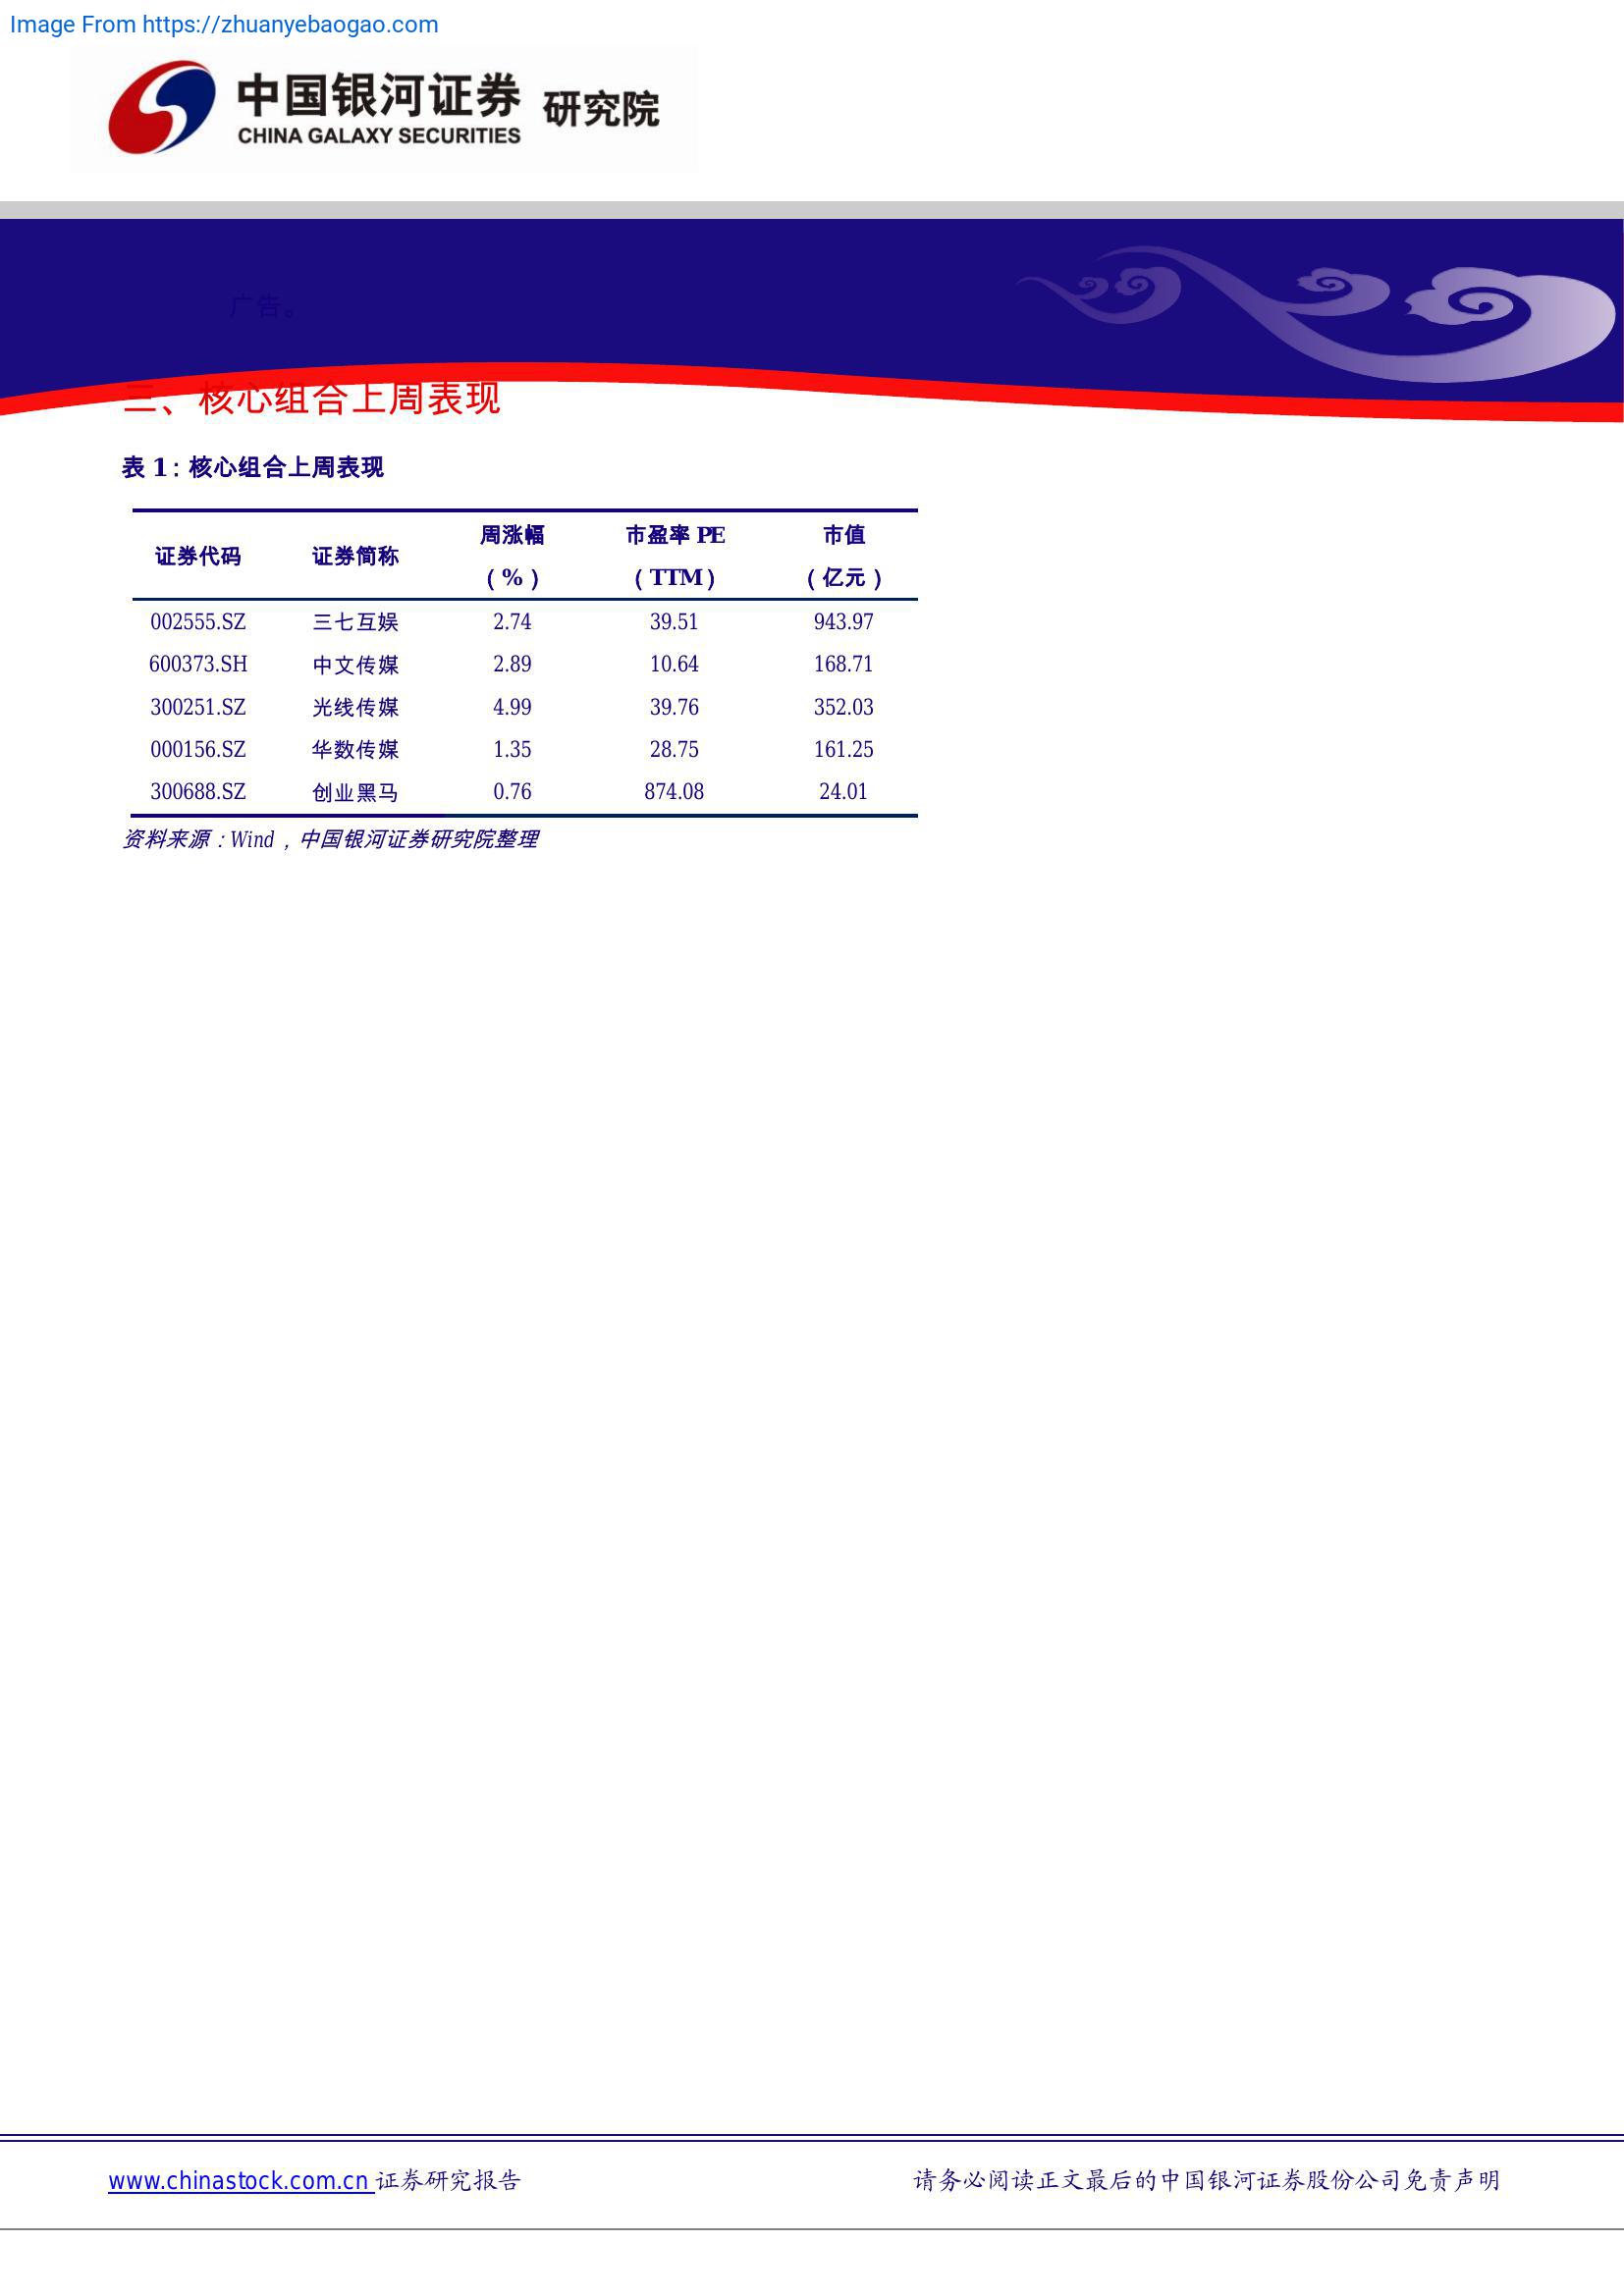 Image From https://zhuanyebaogao.com
中国银河证券 研究院
CHINA GALAXY SECURITIES
广告。
三、核心组合上周表现
表 1：核心组合上周表现
证券代码 证券简称 周涨幅（%） 市盈率 PE（TTM） 市值（亿元）
002555.SZ 三七互娱 2.74 39.51 943.97
600373.SH 中文传媒 2.89 10.64 168.71
300251.SZ 光线传媒 4.99 39.76 352.03
000156.SZ 华数传媒 1.35 28.75 161.25
300688.SZ 创业黑马 0.76 874.08 24.01
资料来源：Wind，中国银河证券研究院整理
www.chinastock.com.cn 证券研究报告 请务必阅读正文最后的中国银河证券股份公司免责声明